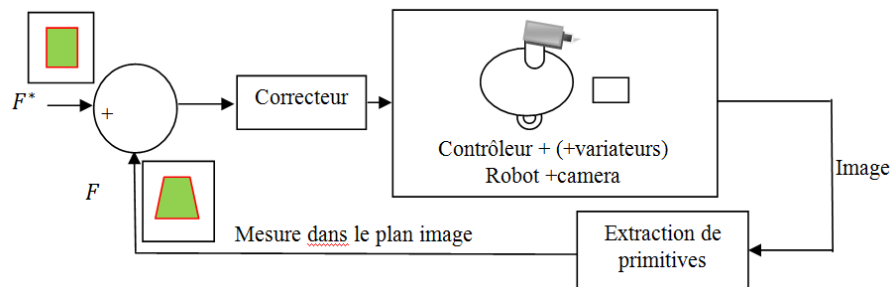 F*
+
Correcteur
Contrôleur + (+variateurs)
Robot +camera
Image
F
Mesure dans le plan image
Extraction de
primitives